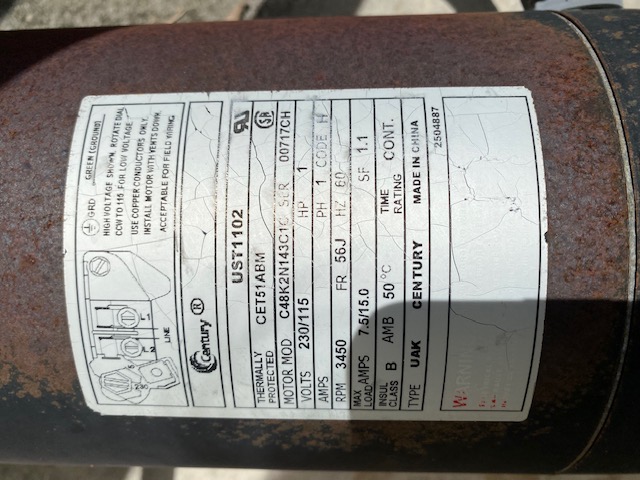 GREEN (GROUND)
GRD
HIGH VOLTAGE SHOWN. ROTATE DIAL
CCW TO 115 FOR LOW VOLTAGE.
USE COPPER CONDUCTORS ONLY.
INSTALL MOTOR WITH VENTS DOWN.
ACCEPTABLE FOR FIELD WIRING
L 1
L 2
LINE
230
Century ®
UST1102
THERMALLY PROTECTED CET51ABM
MOTOR MOD C48K2N143C1 SER 00717CH
VOLTS 230/115 HP 1
AMPS PH 1 CODE H
RPM 3450 FR 56J HZ 60
MAX LOAD AMPS 7.5/15.0 SF 1.1
INSUL CLASS B AMB 50°C TIME RATING CONT.
TYPE UAK CENTURY MADE IN CHINA
2504887